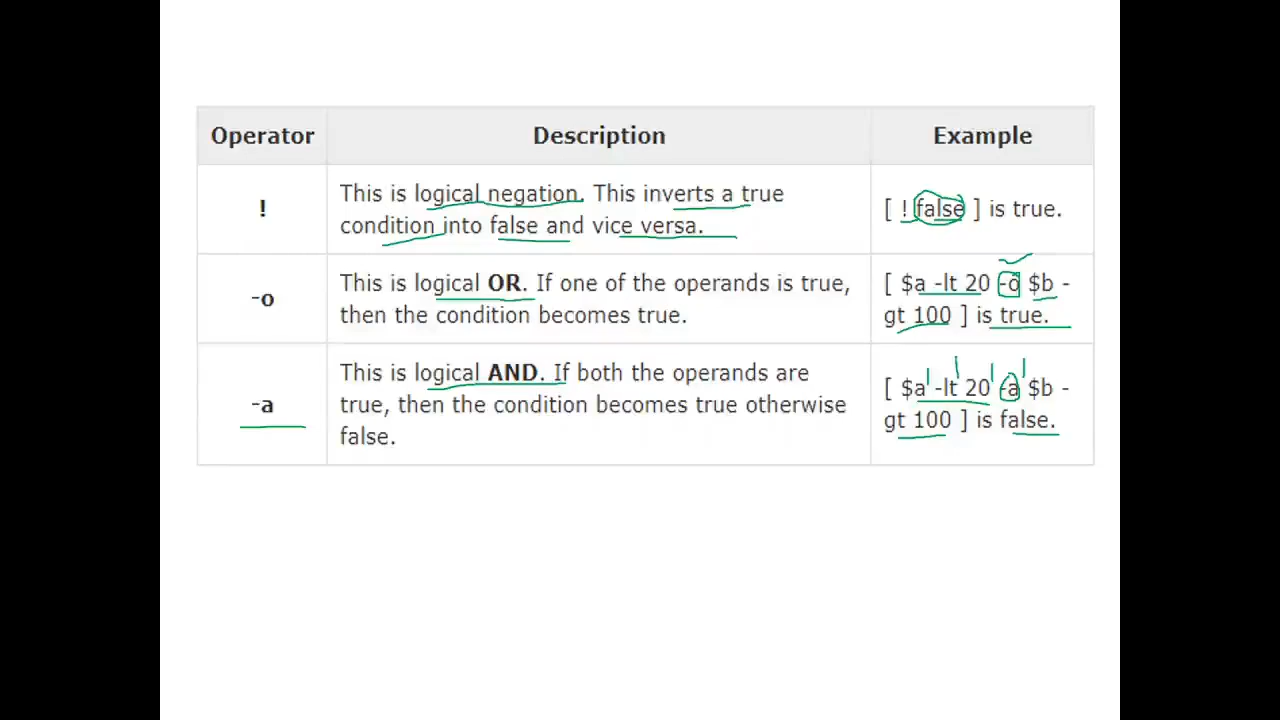 Operator Description Example
!
This is logical negation. This inverts a true
condition into false and vice versa.
[ ! false ] is true.
-o
This is logical OR. If one of the operands is true,
then the condition becomes true.
[ $a -lt 20 -o $b -
gt 100 ] is true.
-a
This is logical AND. If both the operands are
true, then the condition becomes true otherwise
false.
[ $a -lt 20 -a $b -
gt 100 ] is false.